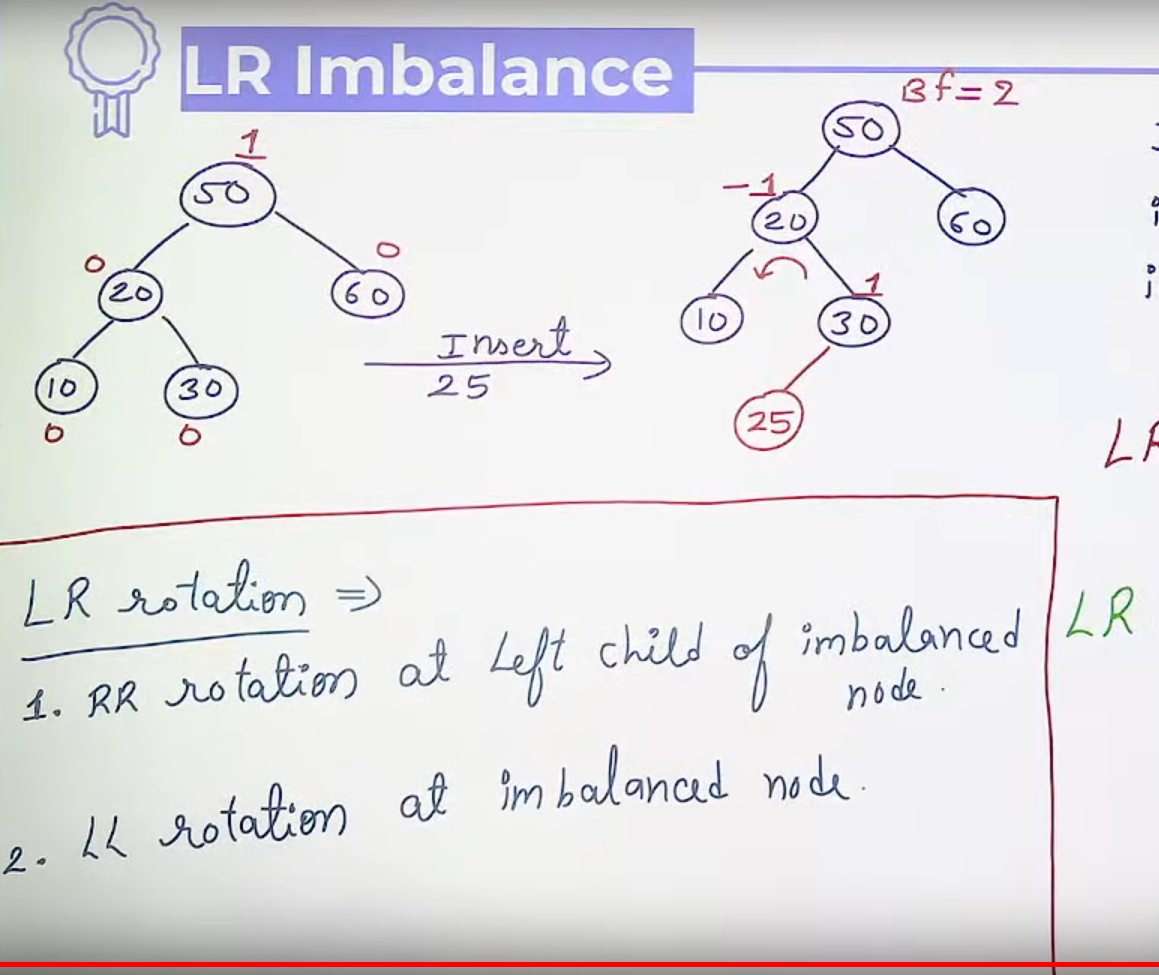 LR Imbalance
Bf=2
1
50
50
-1
20
60
0
0
20
60
1
10
30
Insert
25
10
30
0
0
25
LR rotation ⇒
LR
1. RR rotation at Left child of imbalanced
node.
2. LL rotation at imbalanced node.